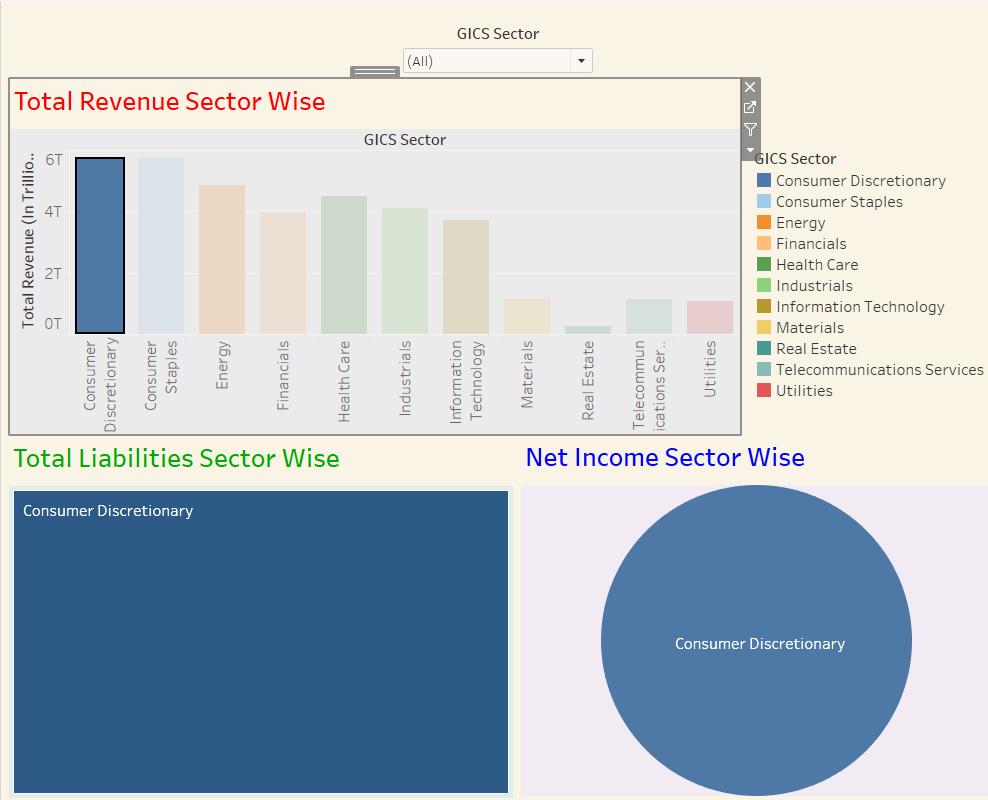 GICS Sector
(All)
Total Revenue Sector Wise
GICS Sector
Total Revenue (In Trillio..
6T
4T
2T
0T
Consumer
Discretionary
Consumer
Staples
Energy
Financials
Health Care
Industrials
Information
Technology
Materials
Real Estate
Telecommun
ications Ser..
Utilities
GICS Sector
Consumer Discretionary
Consumer Staples
Energy
Financials
Health Care
Industrials
Information Technology
Materials
Real Estate
Telecommunications Services
Utilities
Total Liabilities Sector Wise
Consumer Discretionary
Net Income Sector Wise
Consumer Discretionary